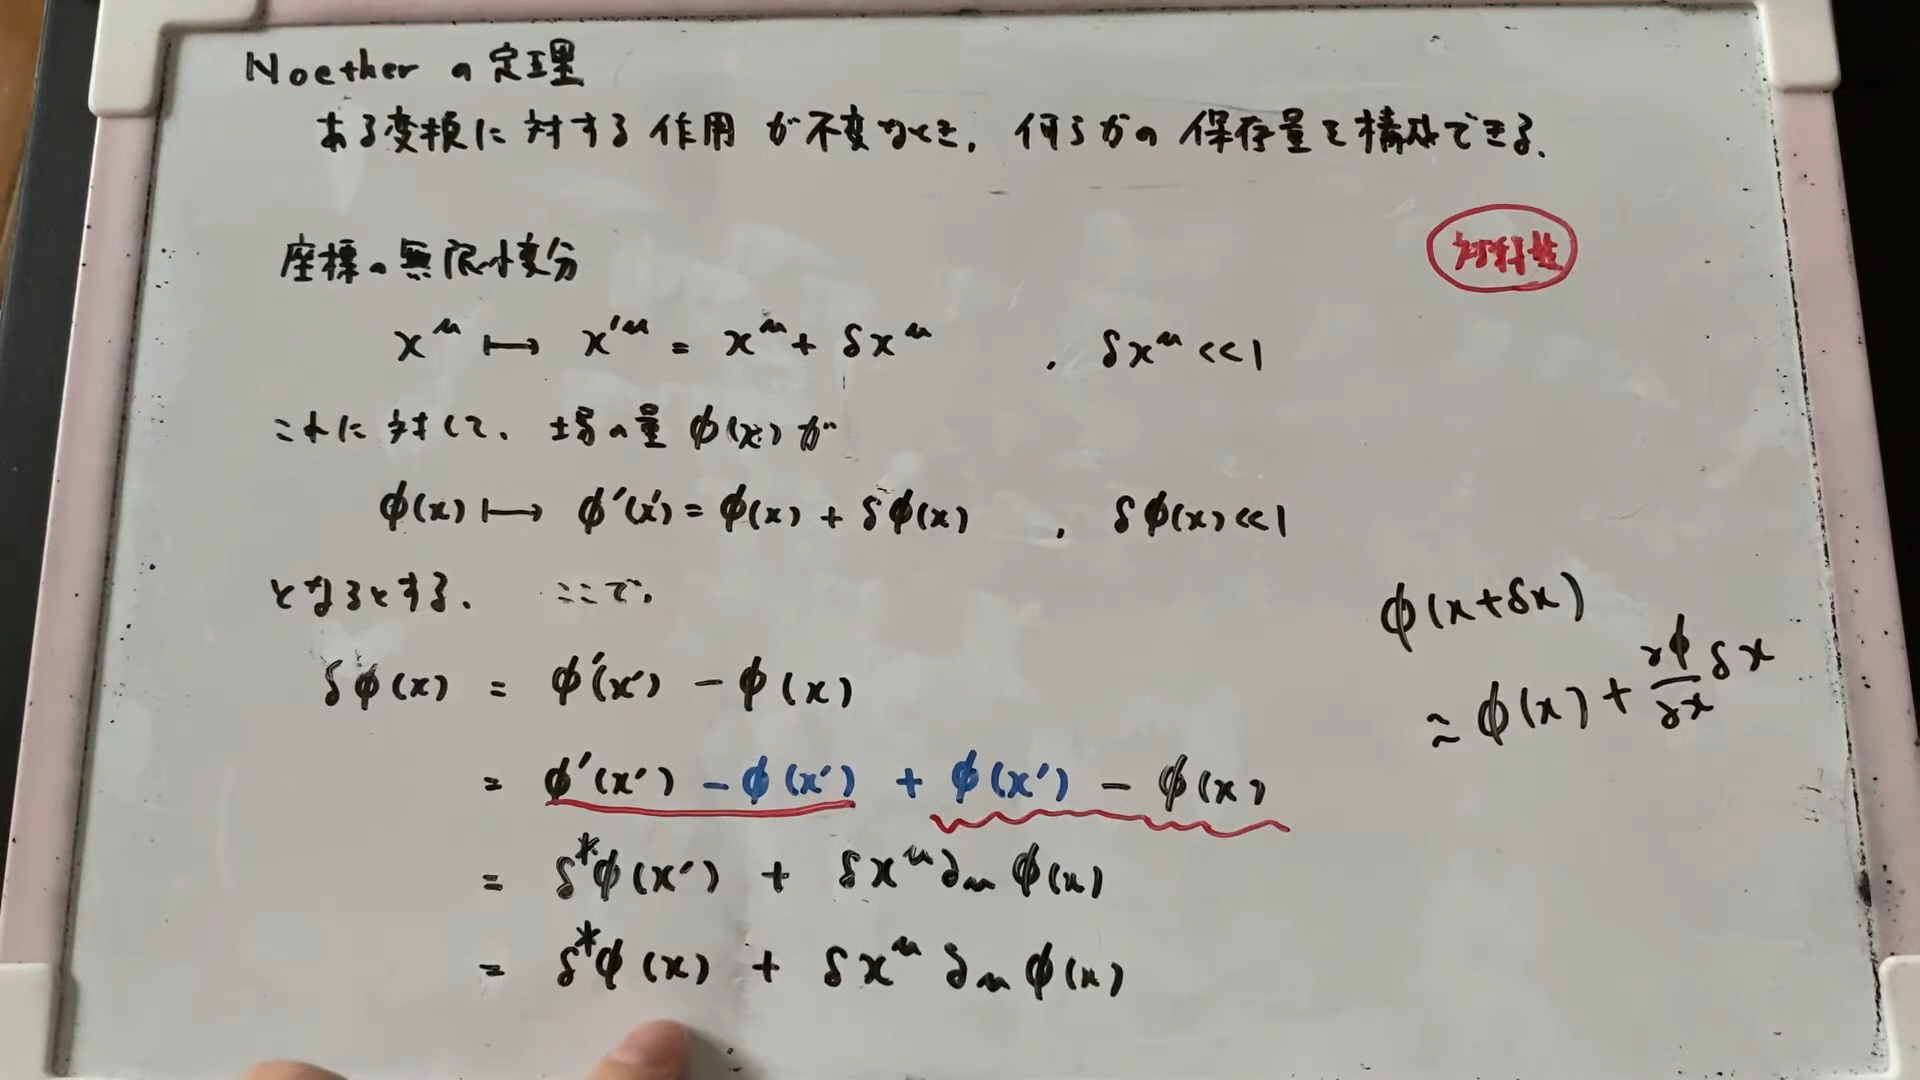 Noether の定理
ある変換に対する作用が不変なとき、何らかの保存量を構成できる.
対称性
座標の無限小変分
x^μ ⟼ x'^μ = x^μ + δx^μ , δx^μ << 1
これに対して、場の量 φ(x) が
φ(x) ⟼ φ'(x') = φ(x) + δφ(x) , δφ(x) << 1
となるとする. ここで,
δφ(x) = φ'(x') - φ(x)
= φ'(x') - φ(x') + φ(x') - φ(x)
= δ*φ(x') + δx^μ ∂_μ φ(x)
= δ*φ(x) + δx^μ ∂_μ φ(x)
φ(x+δx)
≃ φ(x) + ∂φ/∂x δx